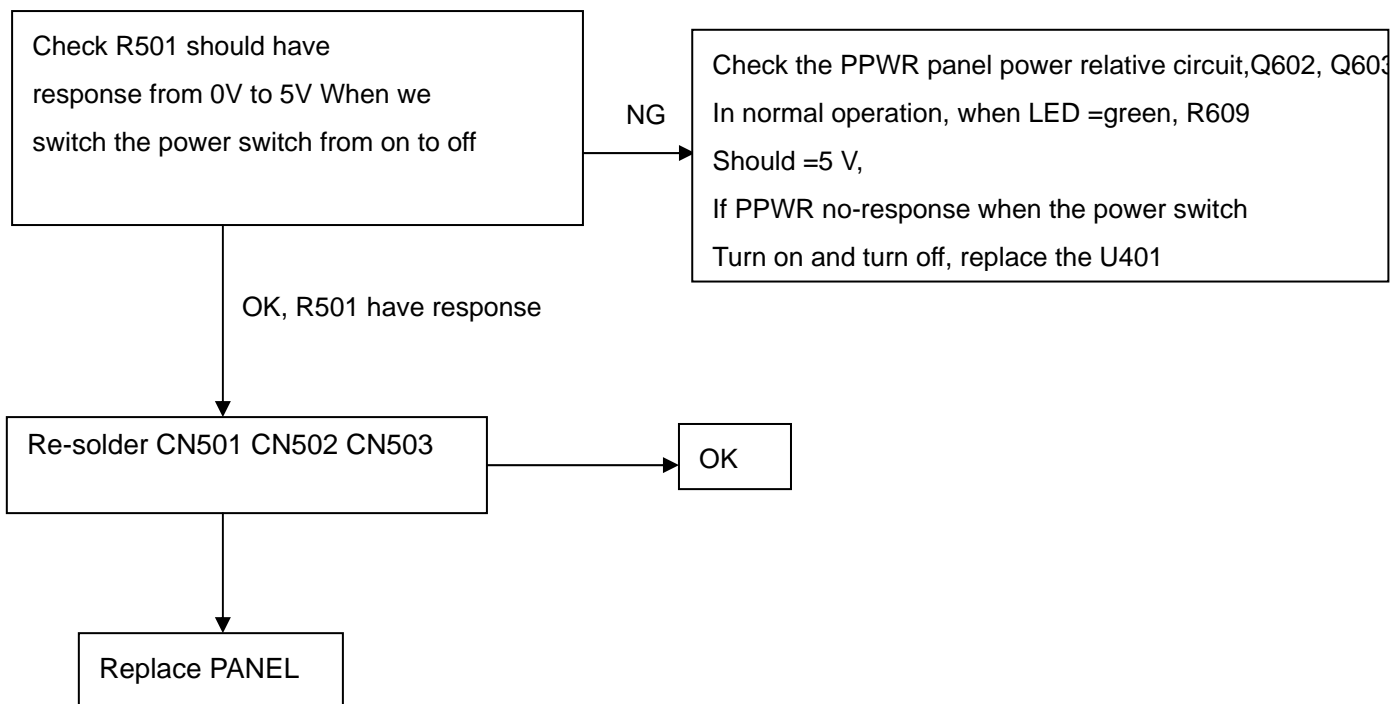 Check R501 should have
response from 0V to 5V When we
switch the power switch from on to off
NG
Check the PPWR panel power relative circuit,Q602, Q603
In normal operation, when LED =green, R609
Should =5 V,
If PPWR no-response when the power switch
Turn on and turn off, replace the U401
OK, R501 have response
Re-solder CN501 CN502 CN503
OK
Replace PANEL